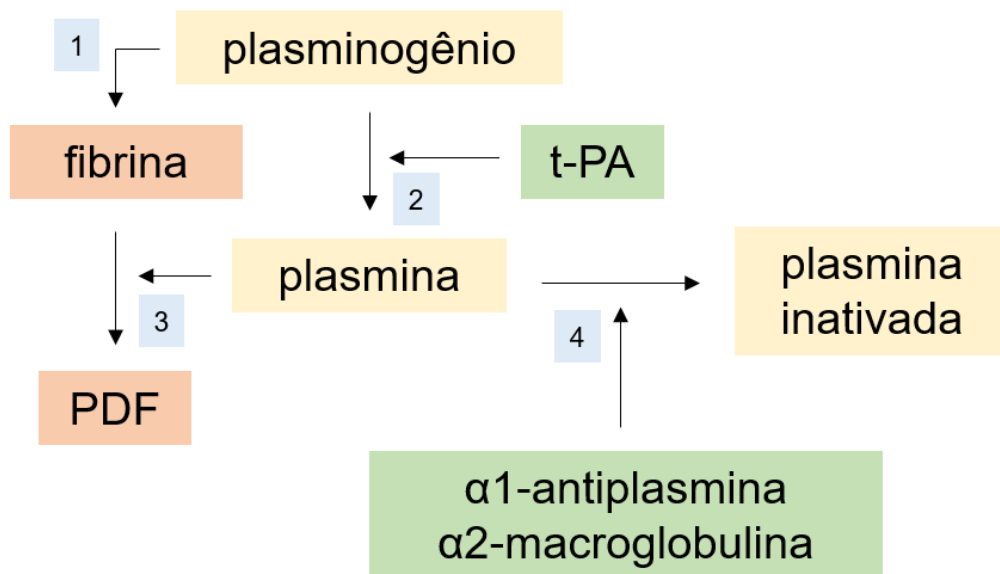 1
plasminogênio
fibrina
t-PA
2
plasmina
plasmina
inativada
3
4
PDF
α1-antiplasmina
α2-macroglobulina